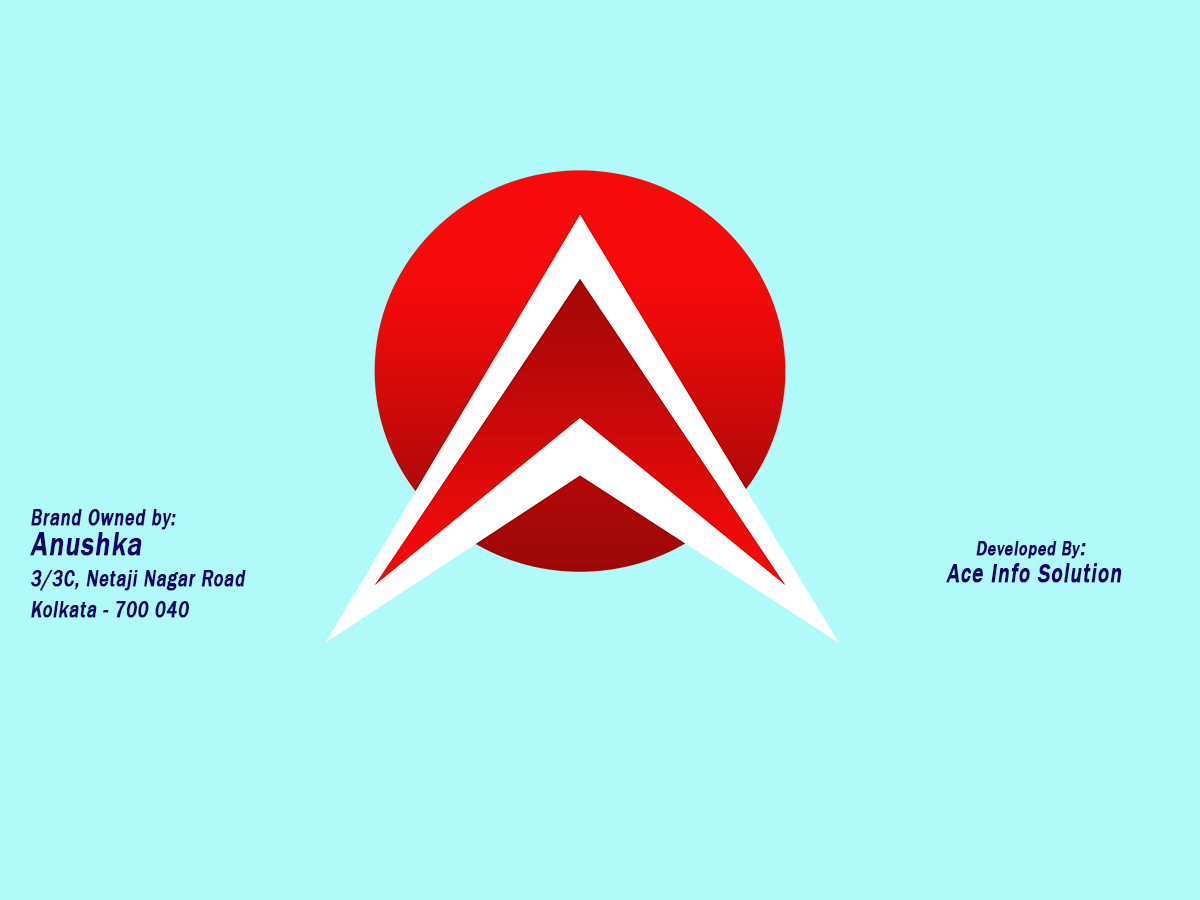 Brand Owned by:
Anushka
3/3C, Netaji Nagar Road
Kolkata - 700 040
Developed By:
Ace Info Solution